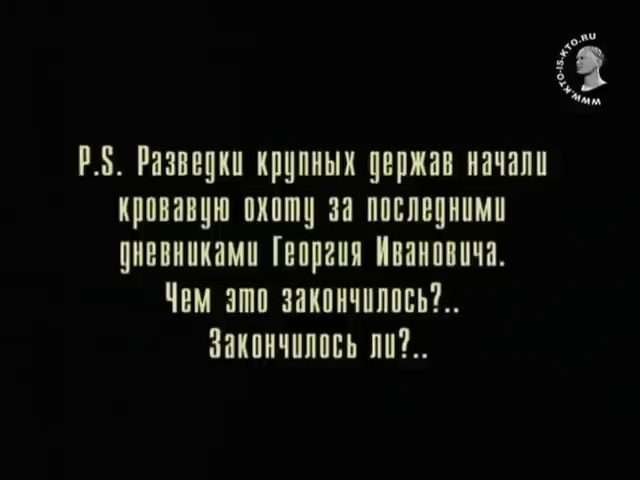 WWW.KTO-IS-KTO.RU
P.S. Разведки крупных держав начали
кровавую охоту за последними
дневниками Георгия Ивановича.
Чем это закончилось?..
Закончилось ли?..